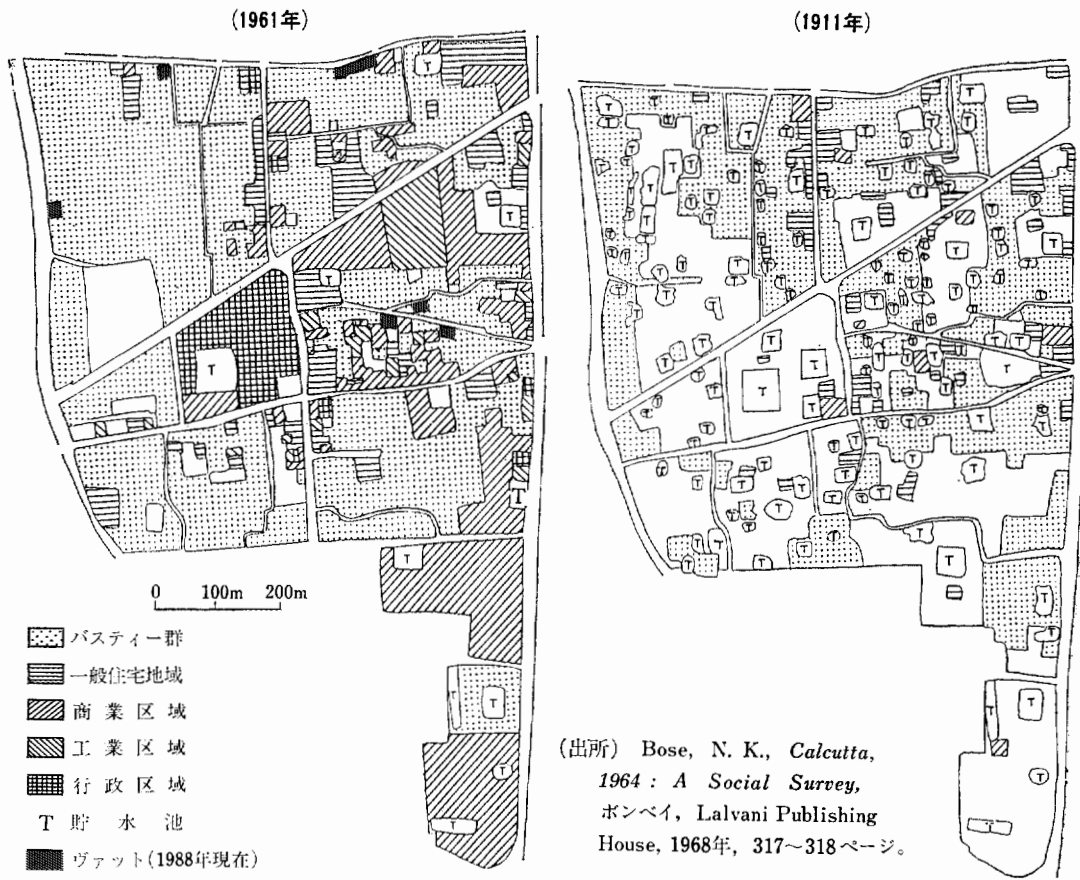 (1961年)
(1911年)
T
0 100m 200m
バスティー群
一般住宅地域
商業区域
工業区域
行政区域
T 貯水池
ヴァット(1988年現在)
(出所) Bose, N. K., Calcutta,
1964 : A Social Survey,
ボンベイ, Lalvani Publishing
House, 1968年, 317〜318ページ。